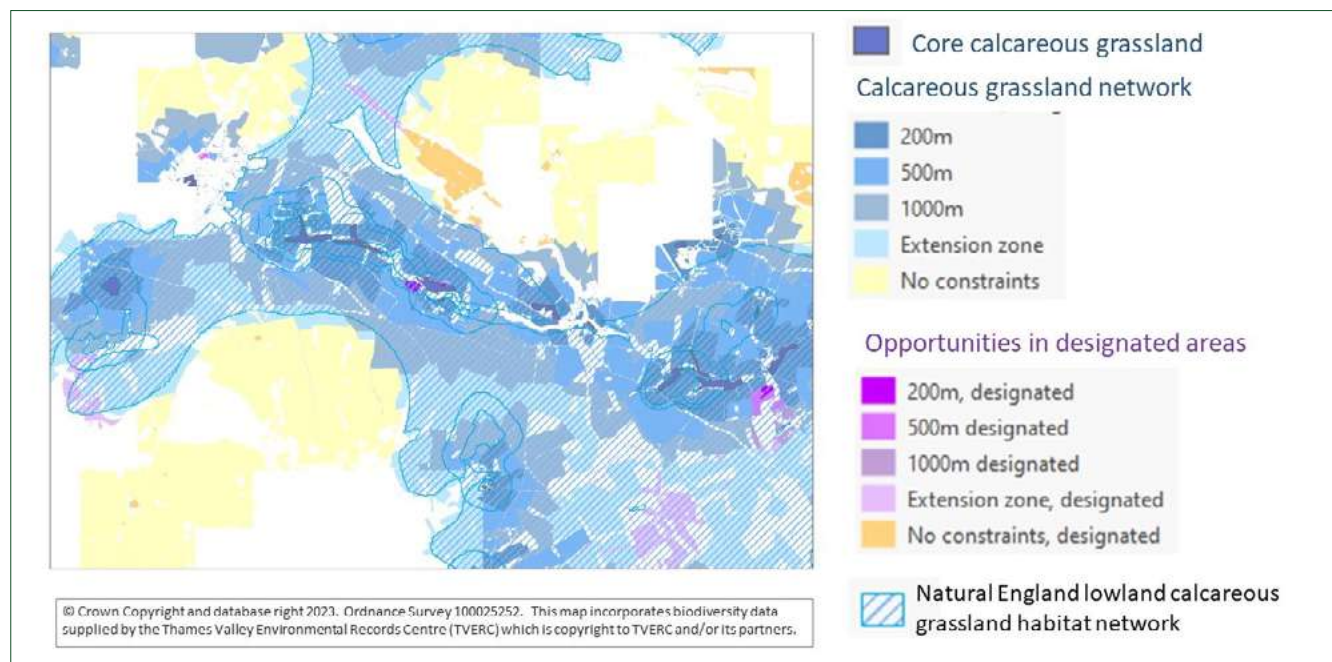 Core calcareous grassland
Calcareous grassland network
200m
500m
1000m
Extension zone
No constraints
Opportunities in designated areas
200m, designated
500m designated
1000m designated
Extension zone, designated
No constraints, designated
Natural England lowland calcareous
grassland habitat network
© Crown Copyright and database right 2023. Ordnance Survey 100025252. This map incorporates biodiversity data
supplied by the Thames Valley Environmental Records Centre (TVERC) which is copyright to TVERC and/or its partners.